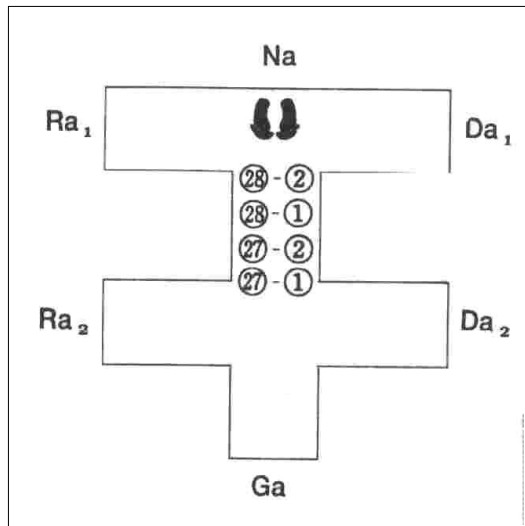 Na
Ra₁ Da₁
㉘-②
㉘-①
㉗-②
㉗-①
Ra₂ Da₂
Ga